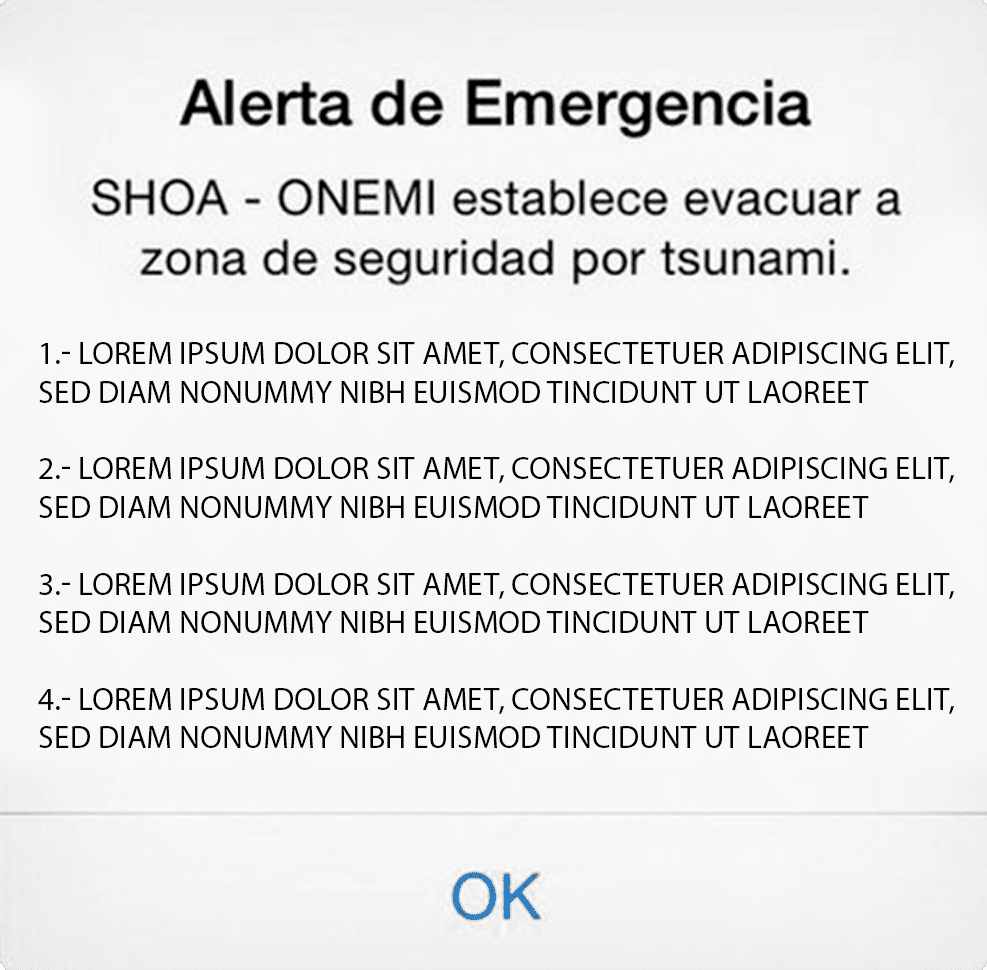 Alerta de Emergencia
SHOA - ONEMI establece evacuar a
zona de seguridad por tsunami.
1.- LOREM IPSUM DOLOR SIT AMET, CONSECTETUER ADIPISCING ELIT,
SED DIAM NONUMMY NIBH EUISMOD TINCIDUNT UT LAOREET
2.- LOREM IPSUM DOLOR SIT AMET, CONSECTETUER ADIPISCING ELIT,
SED DIAM NONUMMY NIBH EUISMOD TINCIDUNT UT LAOREET
3.- LOREM IPSUM DOLOR SIT AMET, CONSECTETUER ADIPISCING ELIT,
SED DIAM NONUMMY NIBH EUISMOD TINCIDUNT UT LAOREET
4.- LOREM IPSUM DOLOR SIT AMET, CONSECTETUER ADIPISCING ELIT,
SED DIAM NONUMMY NIBH EUISMOD TINCIDUNT UT LAOREET
OK